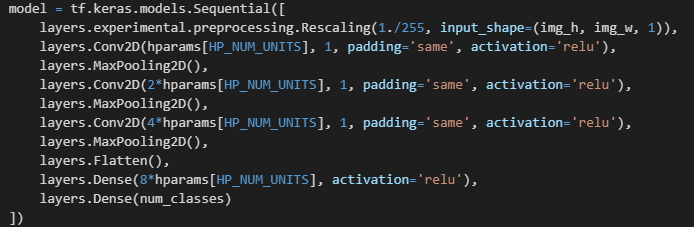 model = tf.keras.models.Sequential([
    layers.experimental.preprocessing.Rescaling(1./255, input_shape=(img_h, img_w, 1)),
    layers.Conv2D(hparams[HP_NUM_UNITS], 1, padding='same', activation='relu'),
    layers.MaxPooling2D(),
    layers.Conv2D(2*hparams[HP_NUM_UNITS], 1, padding='same', activation='relu'),
    layers.MaxPooling2D(),
    layers.Conv2D(4*hparams[HP_NUM_UNITS], 1, padding='same', activation='relu'),
    layers.MaxPooling2D(),
    layers.Flatten(),
    layers.Dense(8*hparams[HP_NUM_UNITS], activation='relu'),
    layers.Dense(num_classes)
])